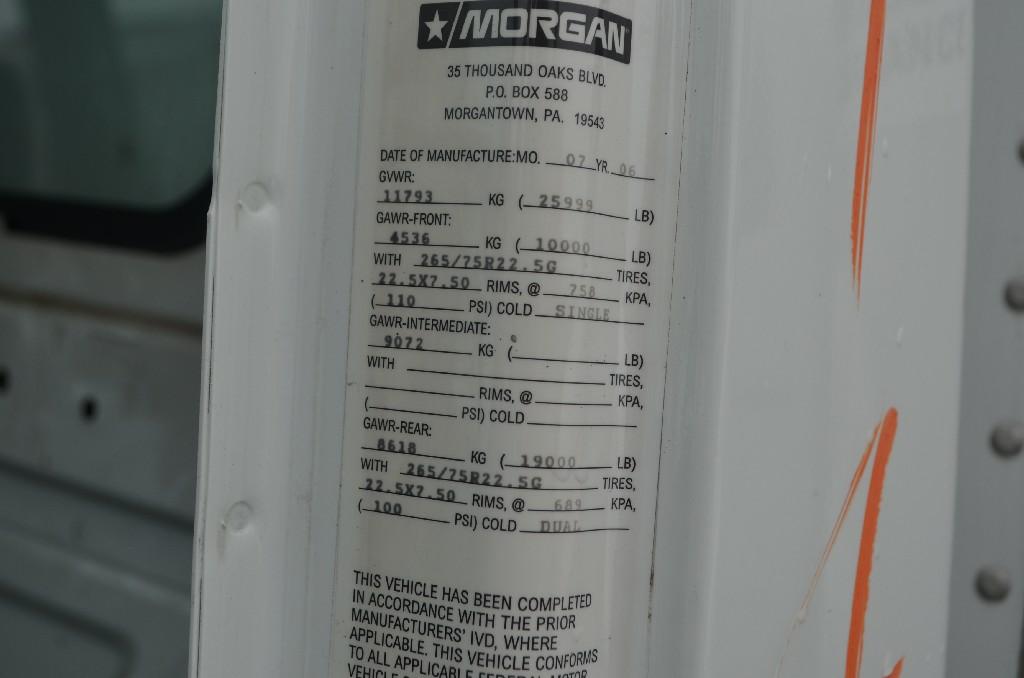 MORGAN
35 THOUSAND OAKS BLVD.
P.O. BOX 588
MORGANTOWN, PA. 19543
DATE OF MANUFACTURE:MO. 07 YR. 06
GVWR:
11793 KG ( 25999 LB)
GAWR-FRONT:
4536 KG ( 10000 LB)
WITH 265/75R22.5G TIRES,
22.5X7.50 RIMS, @ 758 KPA,
( 110 PSI) COLD SINGLE
GAWR-INTERMEDIATE:
9072 KG ( LB)
WITH TIRES,
RIMS, @ KPA,
( PSI) COLD
GAWR-REAR:
8618 KG ( 19000 LB)
WITH 265/75R22.5G TIRES,
22.5X7.50 RIMS, @ 689 KPA,
( 100 PSI) COLD DUAL
THIS VEHICLE HAS BEEN COMPLETED
IN ACCORDANCE WITH THE PRIOR
MANUFACTURERS' IVD, WHERE
APPLICABLE. THIS VEHICLE CONFORMS
TO ALL APPLICABLE FEDERAL MOTOR
VEHICLE